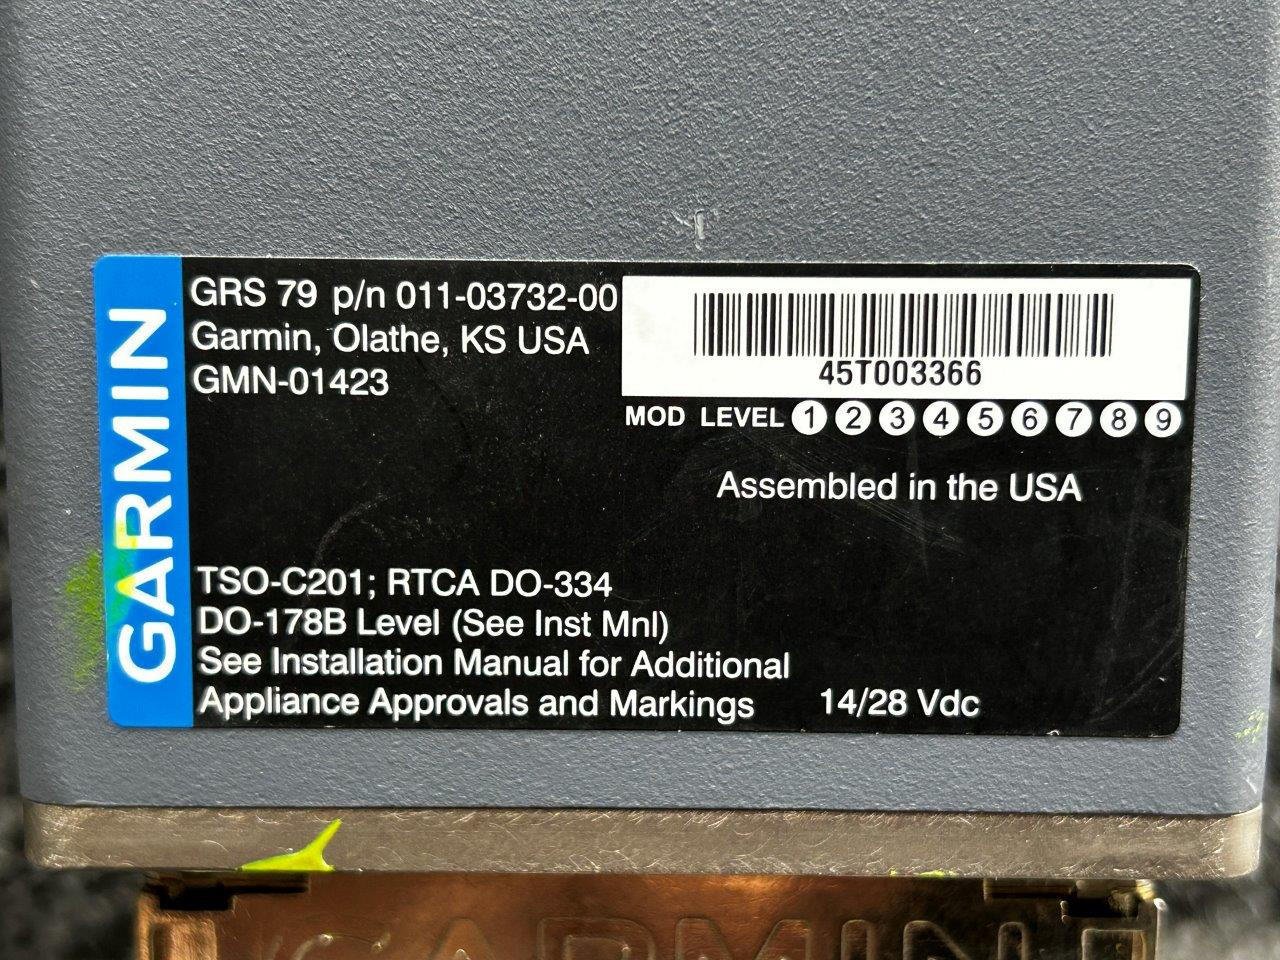 GARMIN
GRS 79 p/n 011-03732-00
Garmin, Olathe, KS USA
GMN-01423
45T003366
MOD LEVEL 1 2 3 4 5 6 7 8 9
Assembled in the USA
TSO-C201; RTCA DO-334
DO-178B Level (See Inst Mnl)
See Installation Manual for Additional
Appliance Approvals and Markings
14/28 Vdc
GARMIN